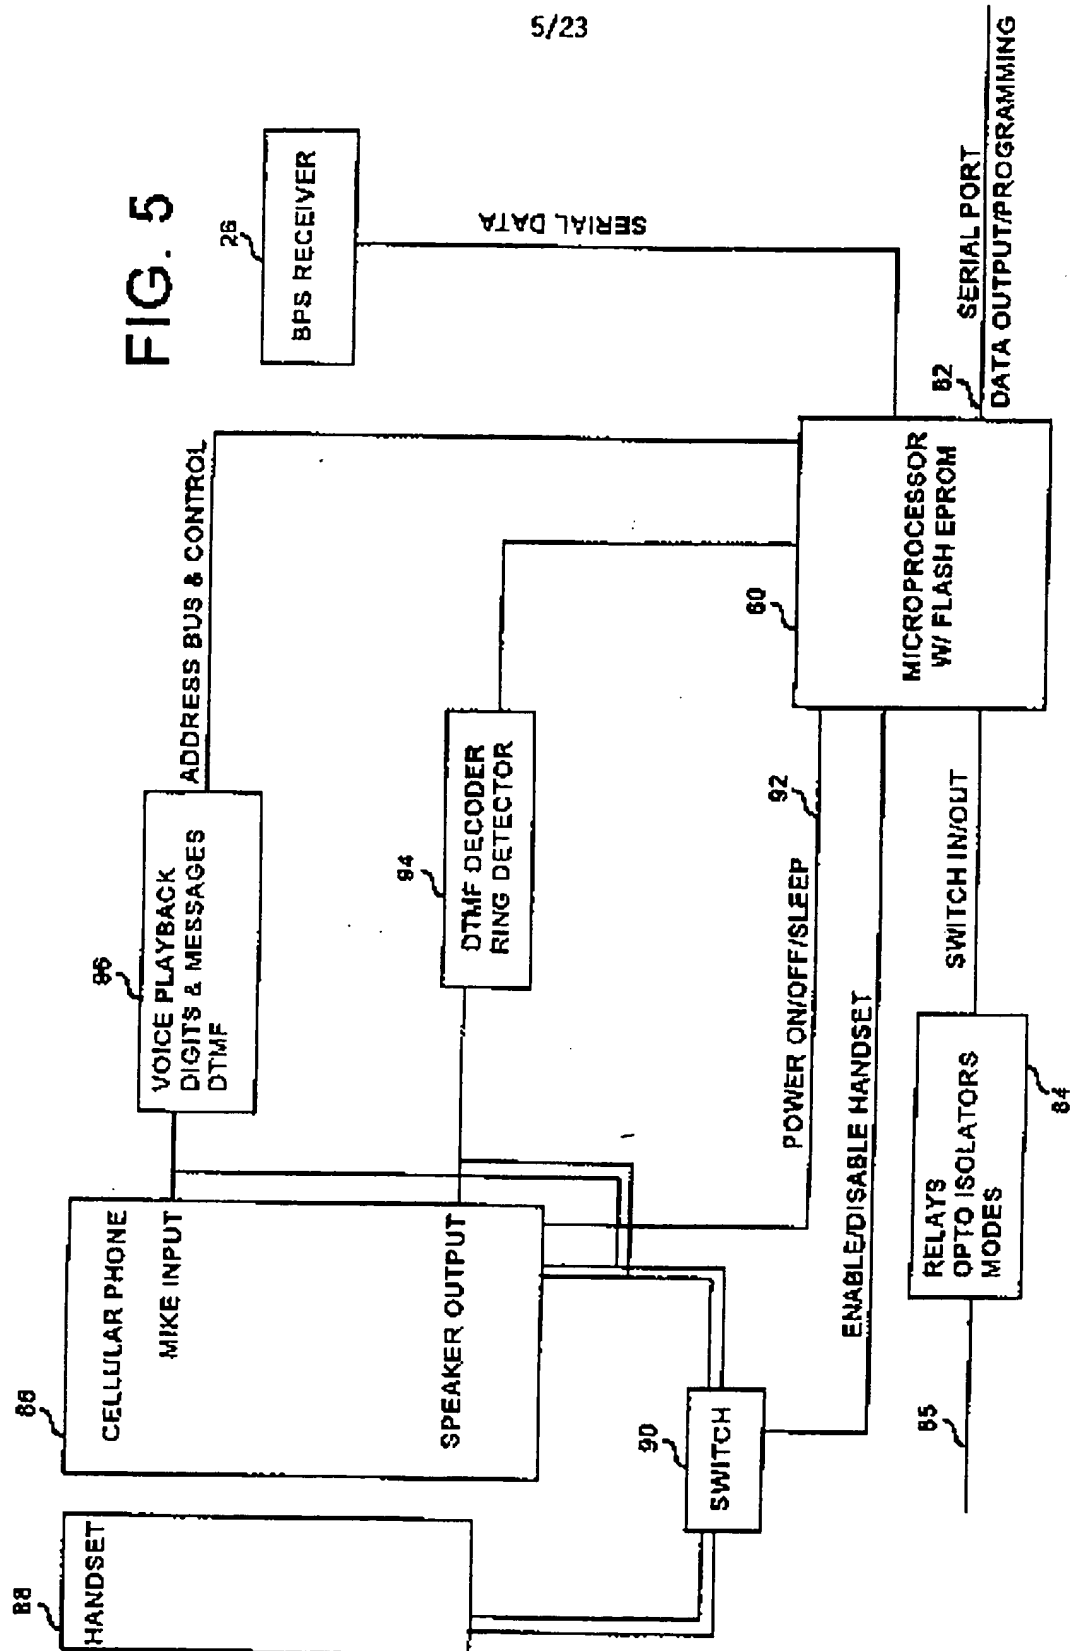 5/23
FIG. 5
88
HANDSET
86
CELLULAR PHONE
MIKE INPUT
SPEAKER OUTPUT
96
VOICE PLAYBACK
DIGITS & MESSAGES
DTMF
ADDRESS BUS & CONTROL
26
BPS RECEIVER
SERIAL DATA
94
DTMF DECODER
RING DETECTOR
90
SWITCH
POWER ON/OFF/SLEEP
92
ENABLE/DISABLE HANDSET
MICROPROCESSOR
W/ FLASH EPROM
SERIAL PORT
DATA OUTPUT/PROGRAMMING
85
RELAYS
OPTO ISOLATORS
MODES
84
SWITCH IN/OUT